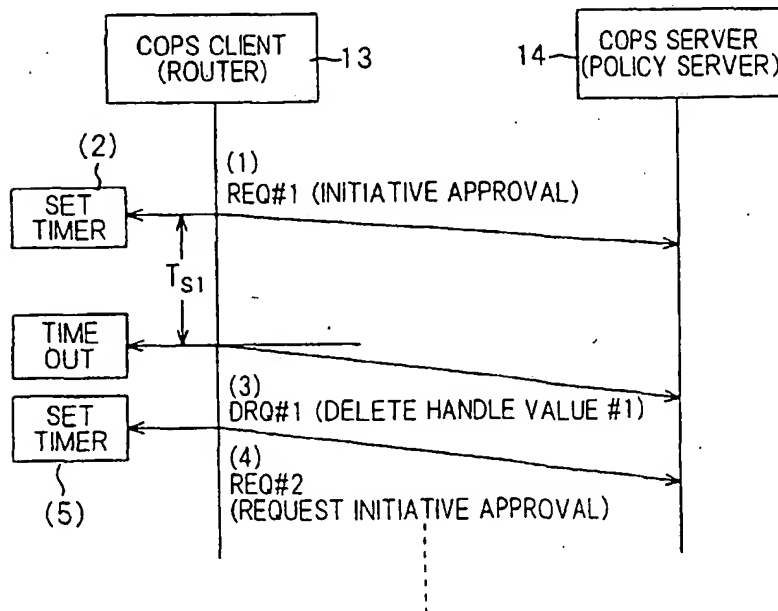 COPS CLIENT
(ROUTER)
13
14
COPS SERVER
(POLICY SERVER)
(1)
REQ#1 (INITIATIVE APPROVAL)
(2)
SET
TIMER
TS1
TIME
OUT
(3)
DRQ#1 (DELETE HANDLE VALUE #1)
SET
TIMER
(4)
REQ#2
(REQUEST INITIATIVE APPROVAL)
(5)